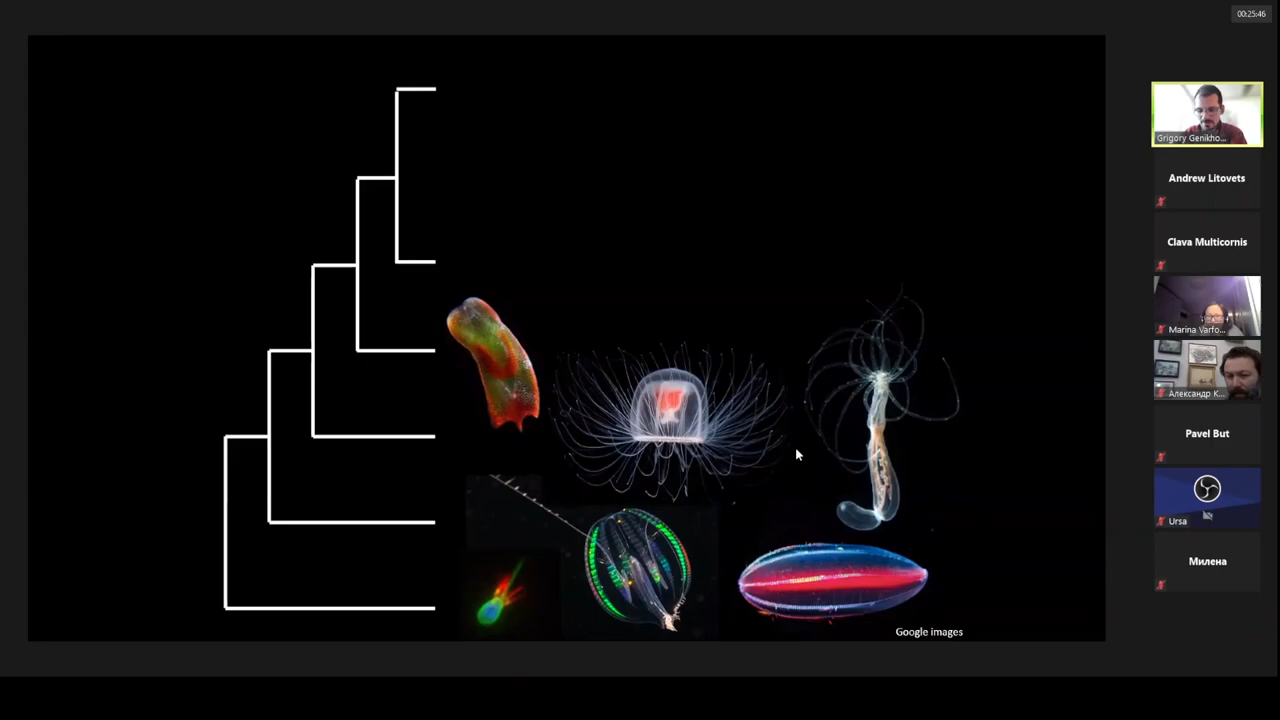 00:25:46
Grigory Genikho...
Andrew Litovets
Clava Multicornis
Marina Varfo...
Александр К...
Pavel But
Ursa
Милена
Google images